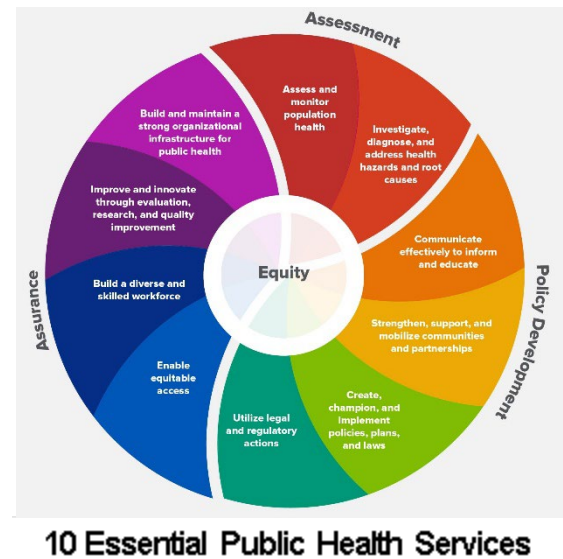 Assessment
Assess and
monitor
population
health
Investigate,
diagnose, and
address health
hazards and root
causes
Policy Development
Communicate
effectively to inform
and educate
Strengthen, support, and
mobilize communities
and partnerships
Create,
champion, and
implement
policies, plans,
and laws
Utilize legal
and regulatory
actions
Assurance
Enable
equitable
access
Build a diverse and
skilled workforce
Improve and innovate
through evaluation,
research, and quality
improvement
Build and maintain a
strong organizational
infrastructure for
public health
Equity
10 Essential Public Health Services